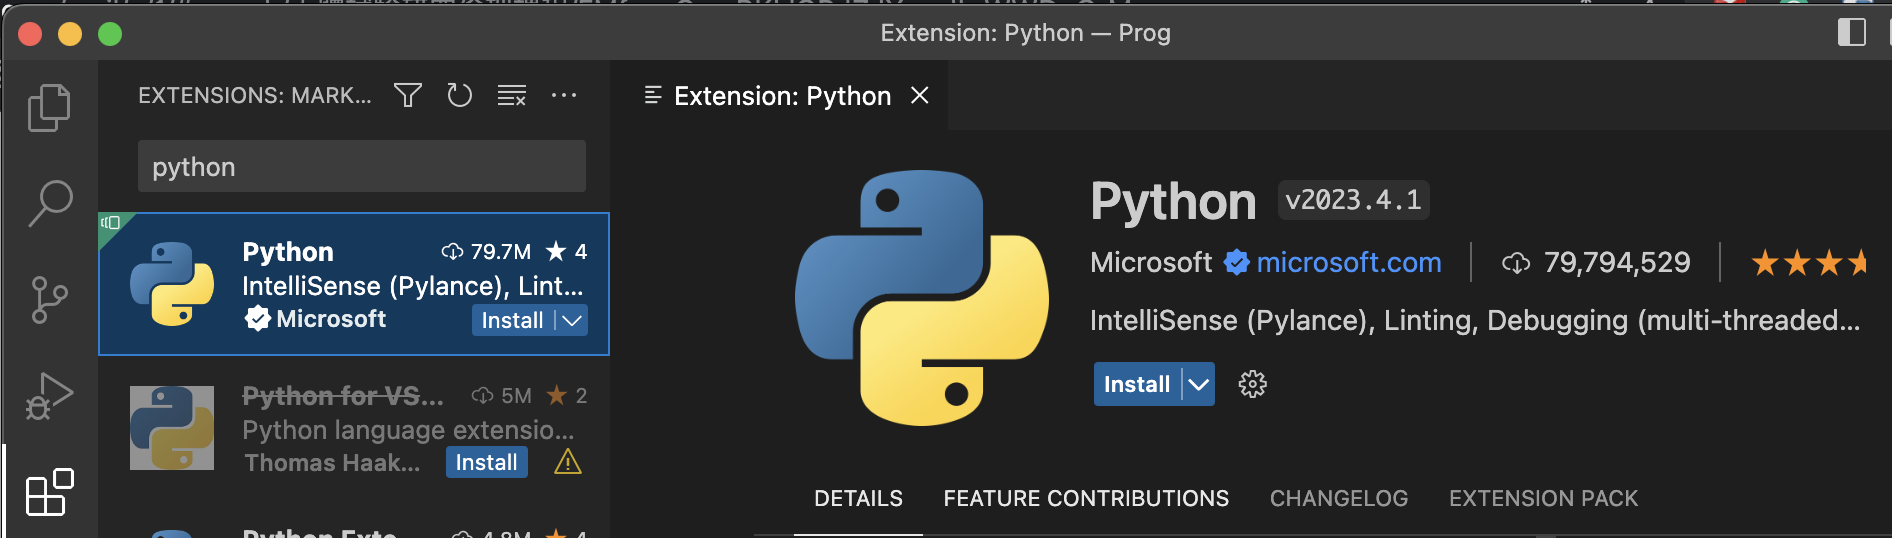 Extension: Python — Prog
EXTENSIONS: MARK...
python
Python 79.7M 4
IntelliSense (Pylance), Lint...
Microsoft Install
Python for VS... 5M 2
Python language extensio...
Thomas Haak... Install
Python Exte... 4.8M 4
Extension: Python
Python v2023.4.1
Microsoft microsoft.com 79,794,529
IntelliSense (Pylance), Linting, Debugging (multi-threaded...
Install
DETAILS FEATURE CONTRIBUTIONS CHANGELOG EXTENSION PACK